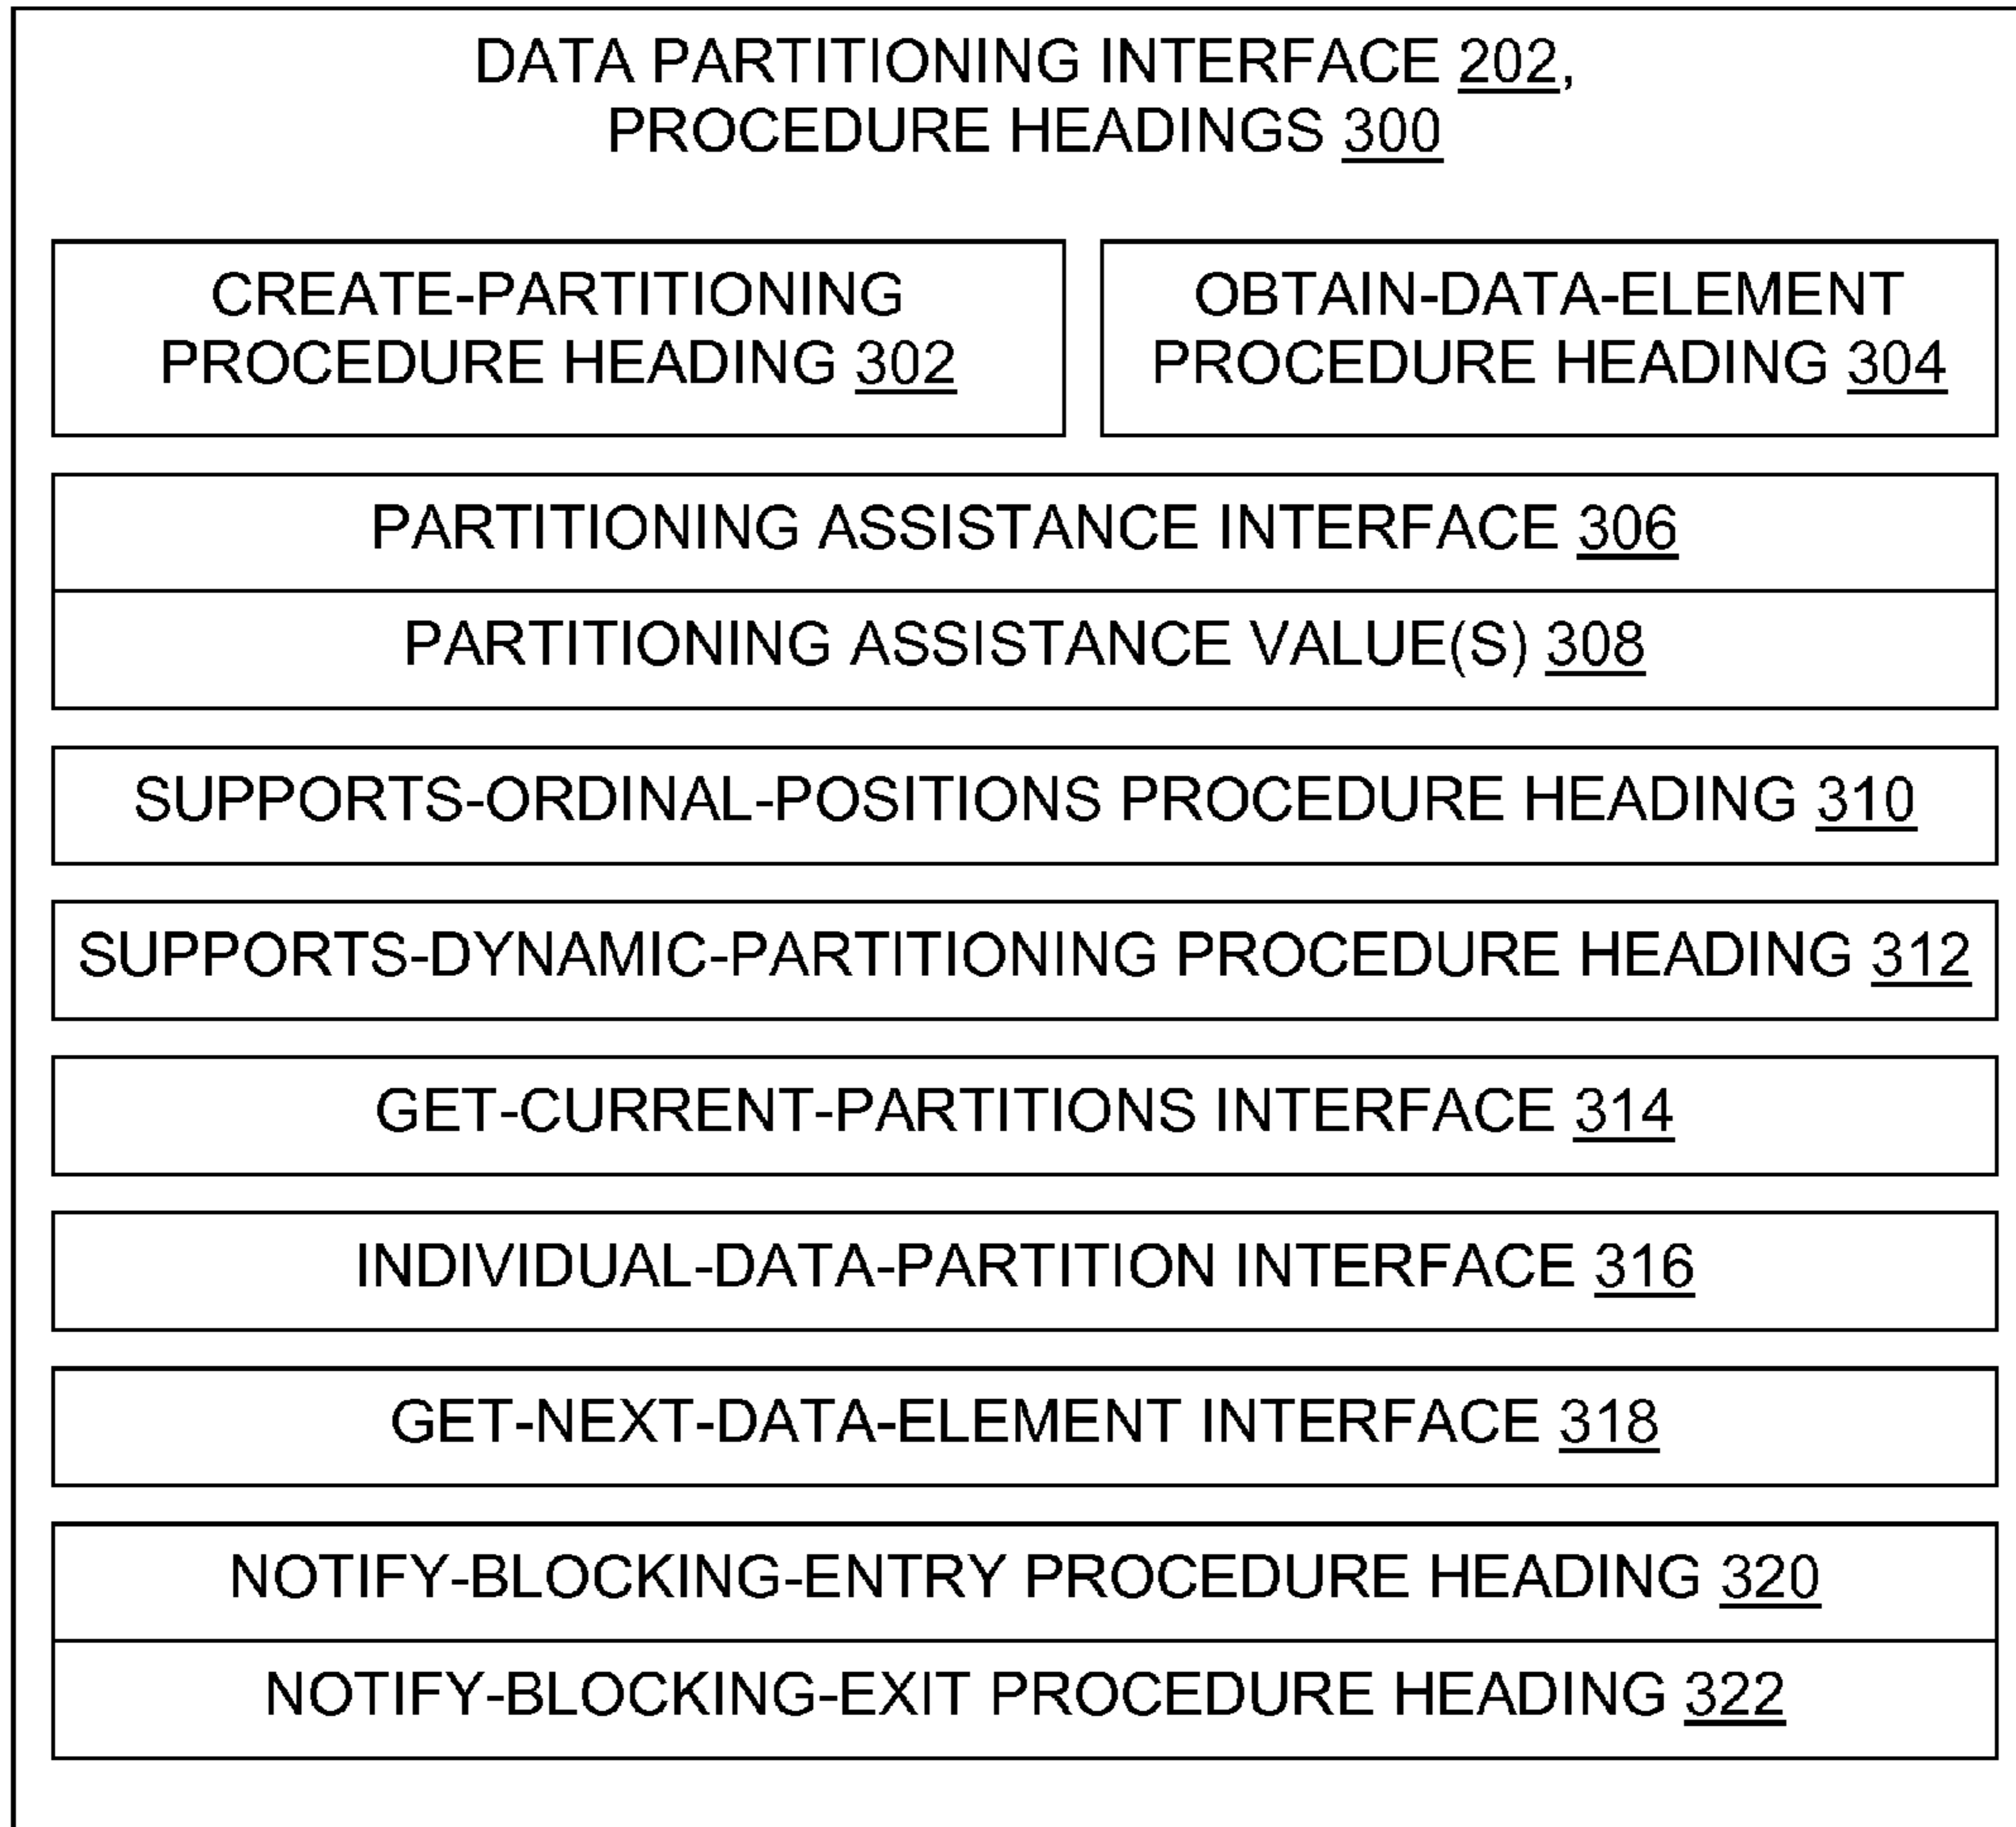 DATA PARTITIONING INTERFACE 202,
PROCEDURE HEADINGS 300
CREATE-PARTITIONING
PROCEDURE HEADING 302
OBTAIN-DATA-ELEMENT
PROCEDURE HEADING 304
PARTITIONING ASSISTANCE INTERFACE 306
PARTITIONING ASSISTANCE VALUE(S) 308
SUPPORTS-ORDINAL-POSITIONS PROCEDURE HEADING 310
SUPPORTS-DYNAMIC-PARTITIONING PROCEDURE HEADING 312
GET-CURRENT-PARTITIONS INTERFACE 314
INDIVIDUAL-DATA-PARTITION INTERFACE 316
GET-NEXT-DATA-ELEMENT INTERFACE 318
NOTIFY-BLOCKING-ENTRY PROCEDURE HEADING 320
NOTIFY-BLOCKING-EXIT PROCEDURE HEADING 322